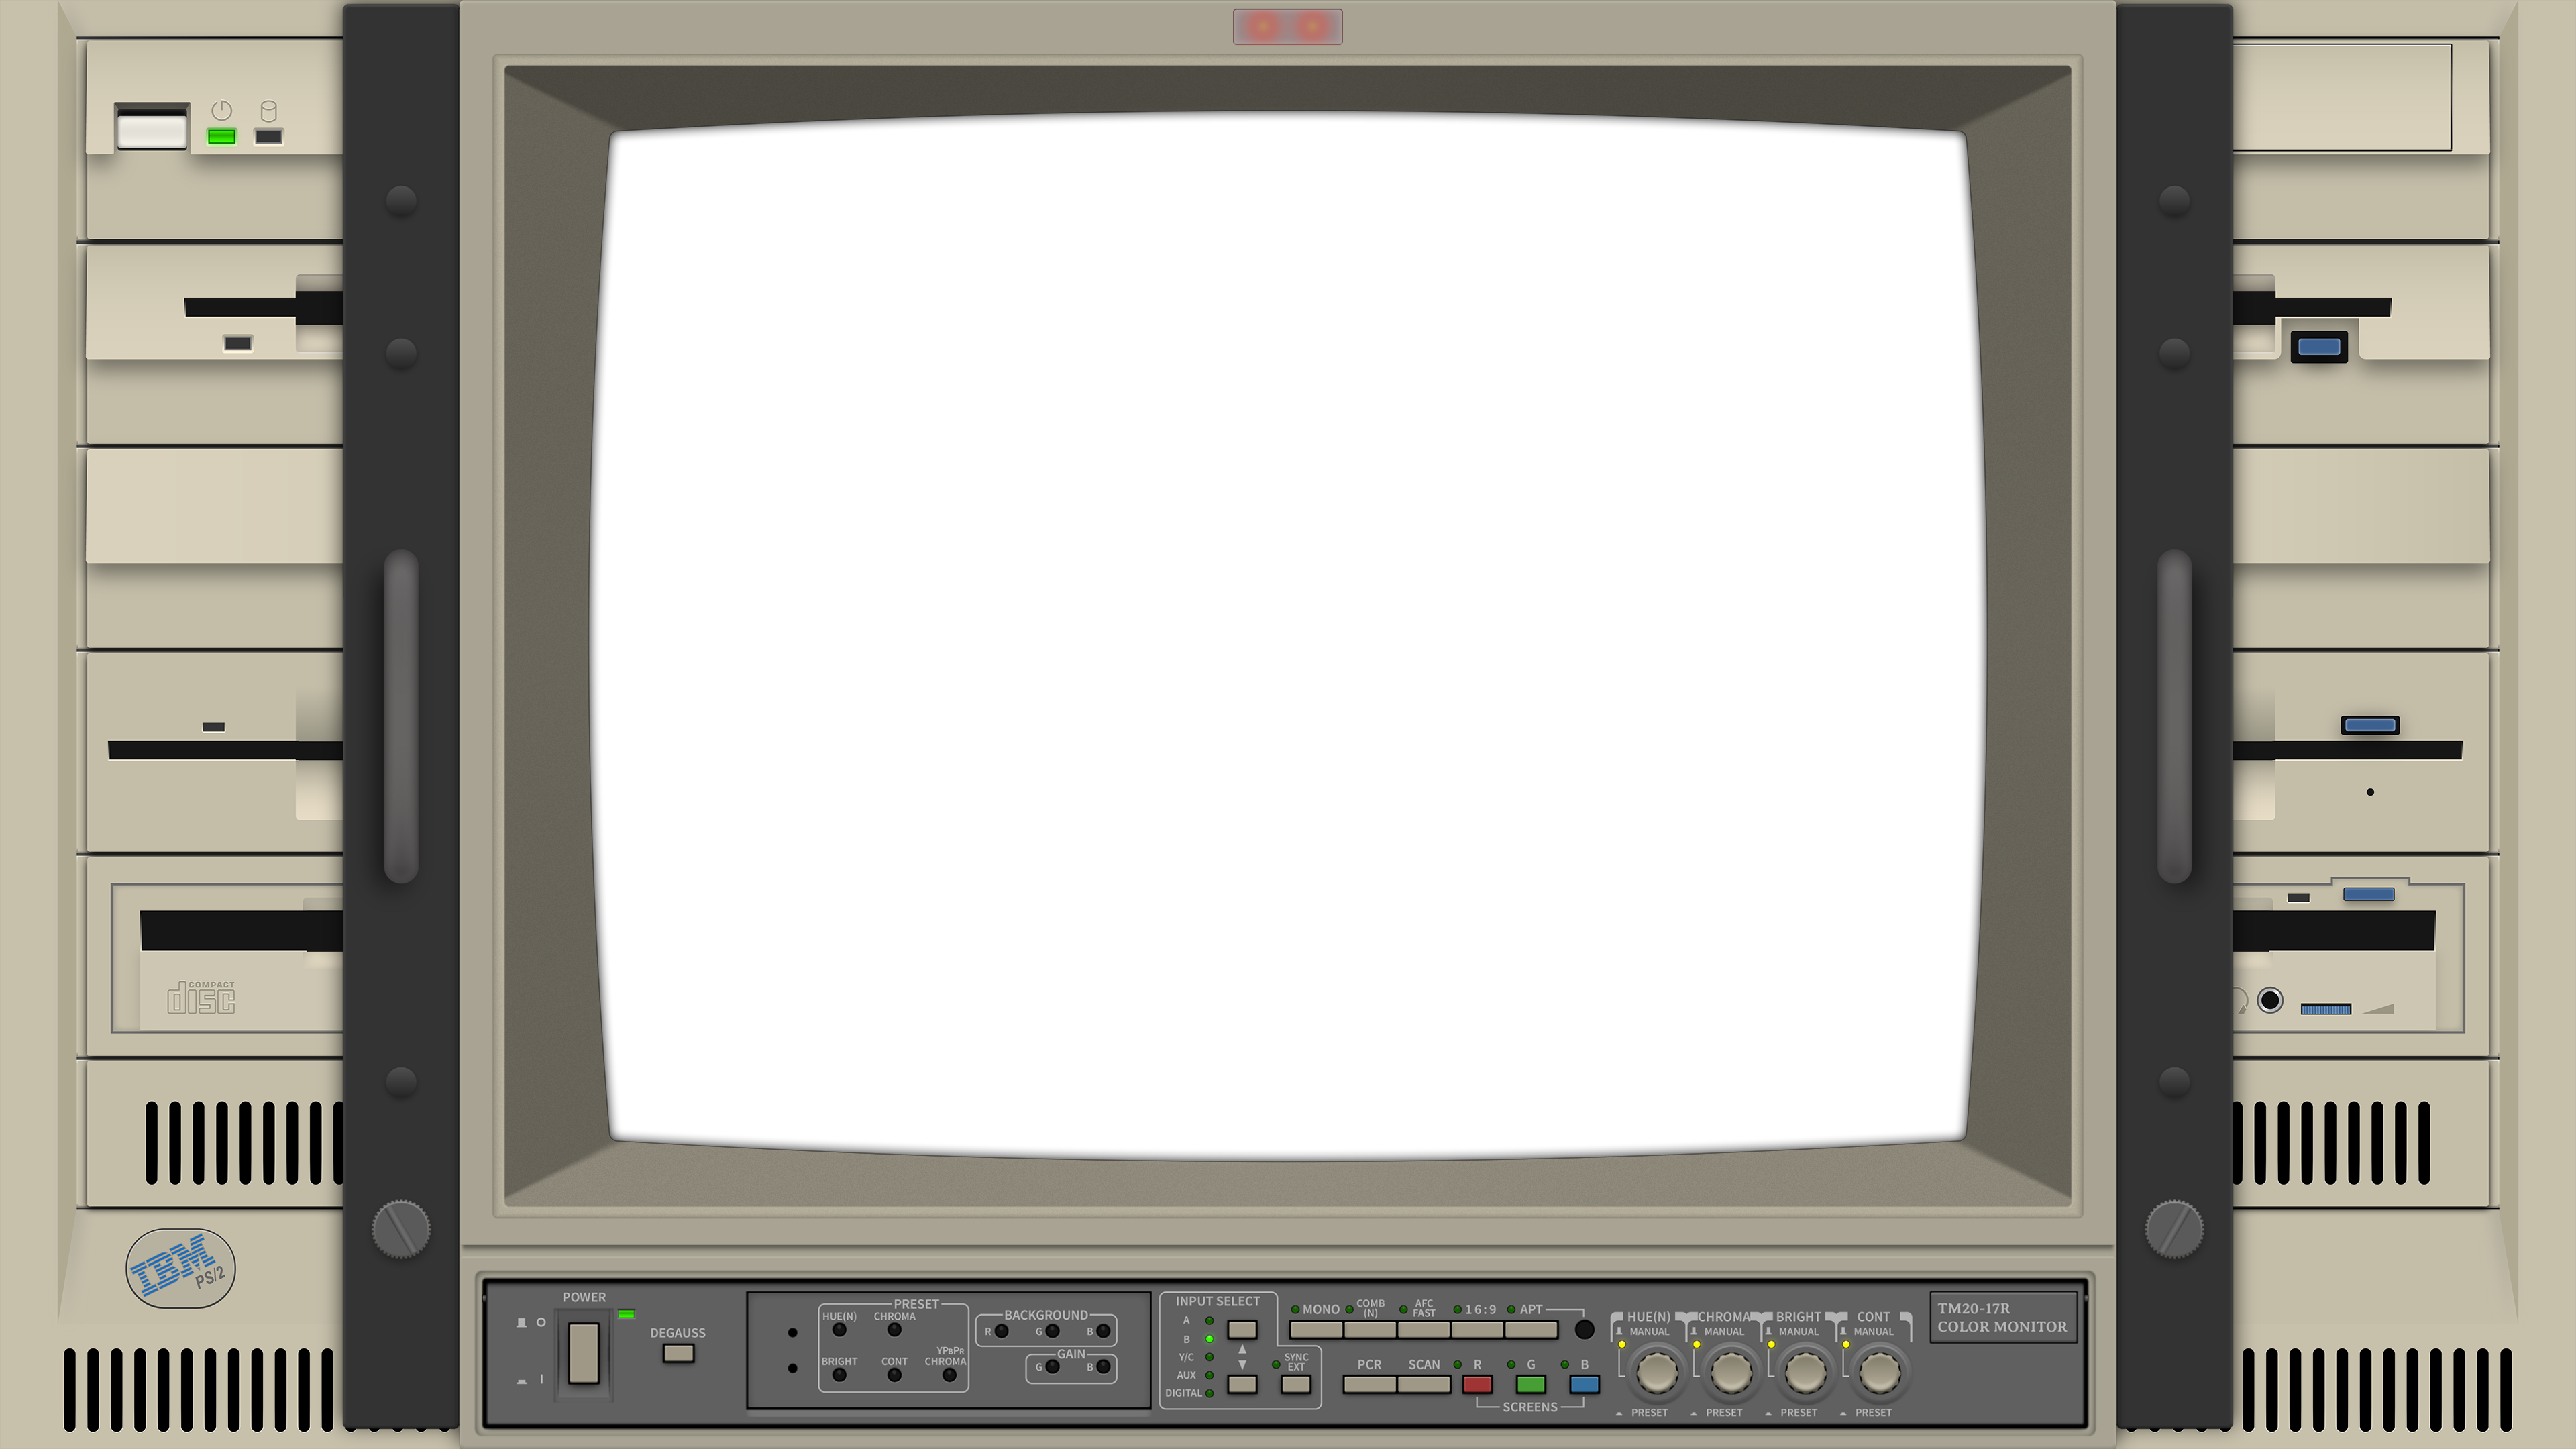 COMPACT
disc
IBM
PS/2
POWER
DEGAUSS
PRESET
HUE(N)
CHROMA
BRIGHT
CONT
YPBPR
CHROMA
BACKGROUND
R
G
B
GAIN
G
B
INPUT SELECT
A
B
Y/C
AUX
DIGITAL
SYNC
EXT
MONO
COMB
(N)
AFC
FAST
16:9
APT
PCR
SCAN
R
G
B
SCREENS
HUE(N)
MANUAL
PRESET
CHROMA
MANUAL
PRESET
BRIGHT
MANUAL
PRESET
CONT
MANUAL
PRESET
TM20-17R
COLOR MONITOR